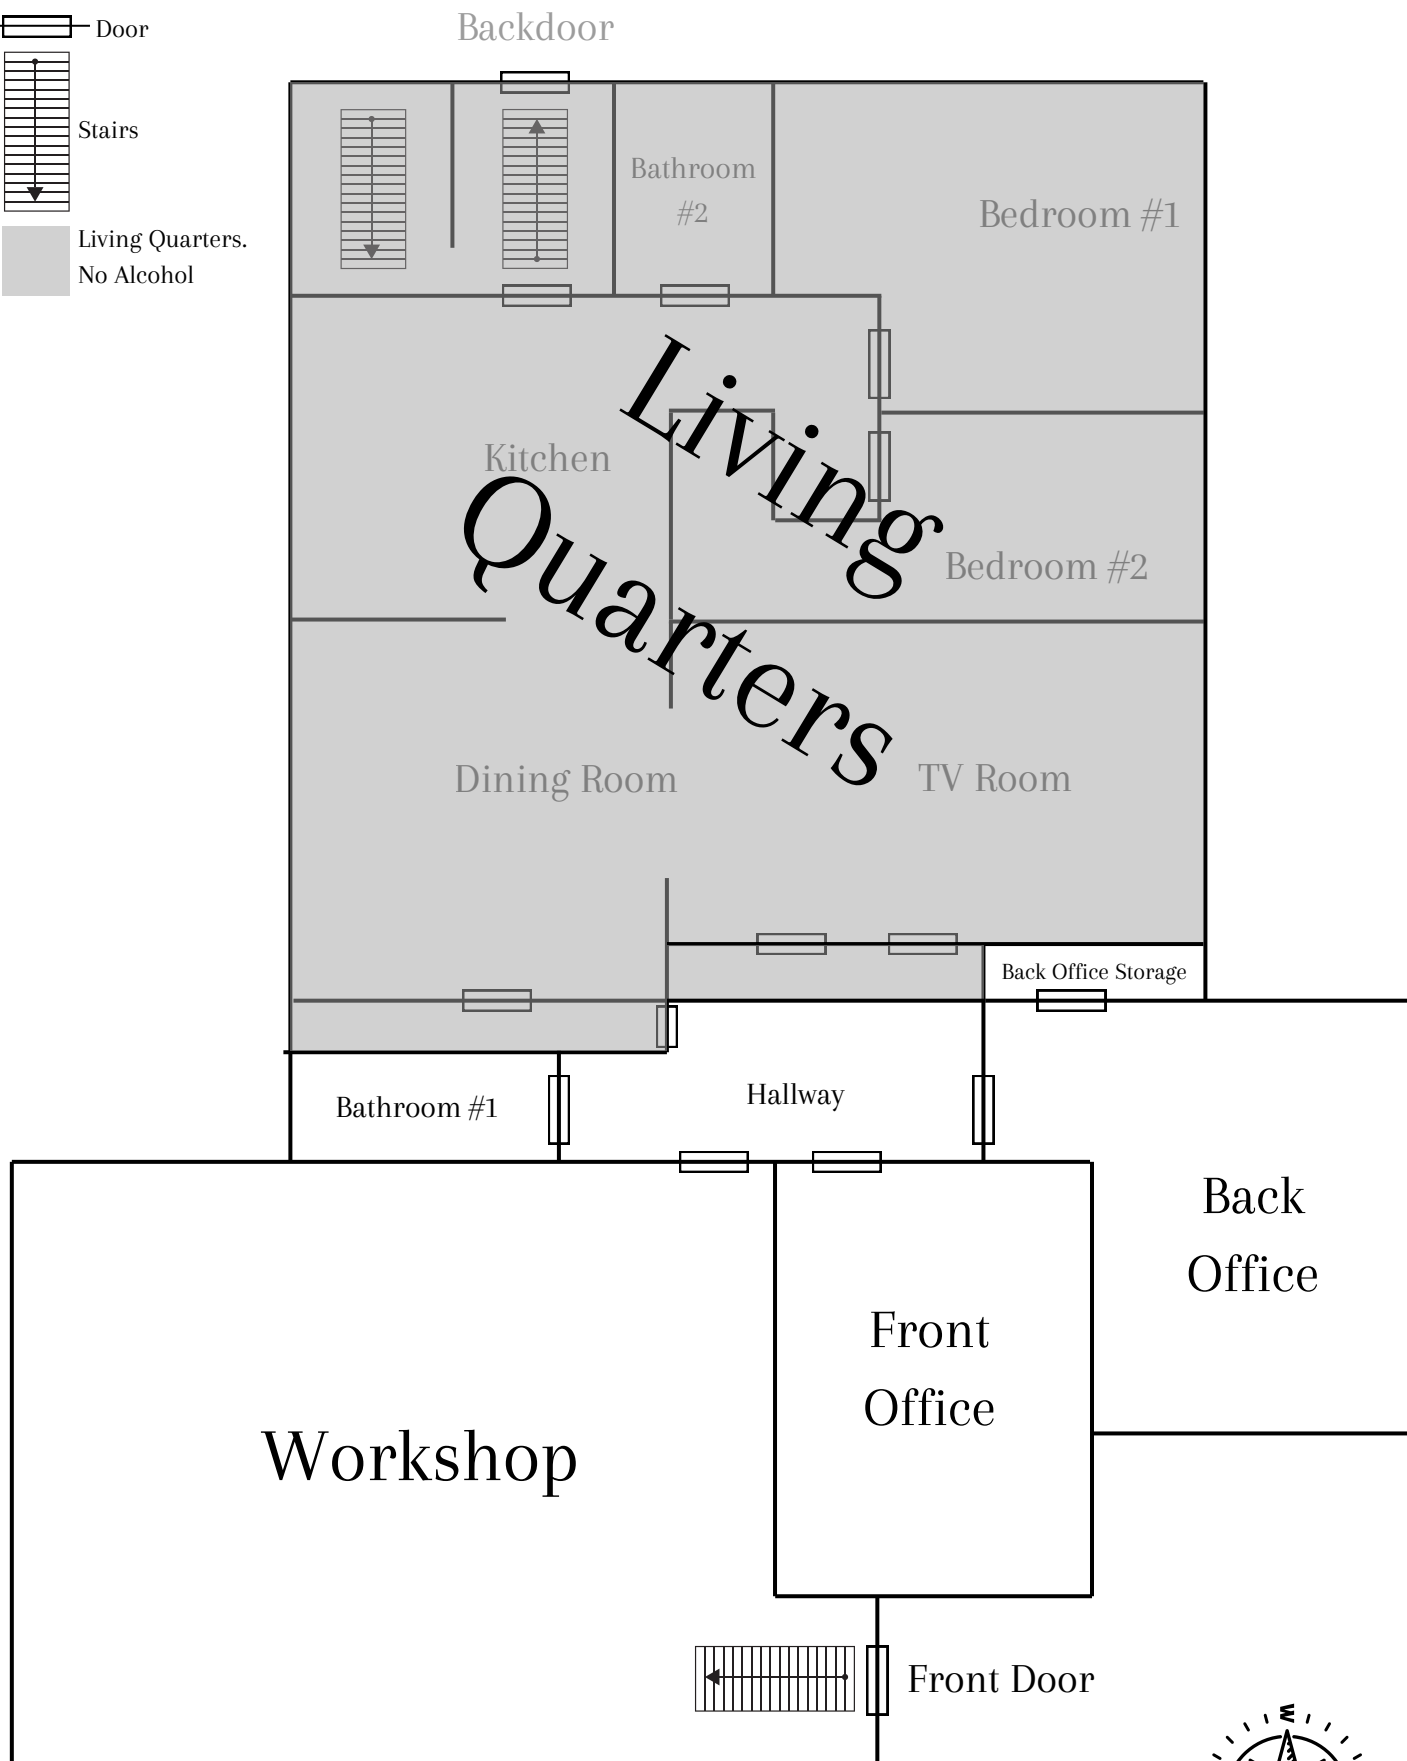 Backdoor
Door
Stairs
Living Quarters.
No Alcohol
Bathroom
#2
Bedroom #1
Living
Quarters
Kitchen
Bedroom #2
Dining Room
TV Room
Back Office Storage
Bathroom #1
Hallway
Back
Office
Front
Office
Workshop
Front Door
W